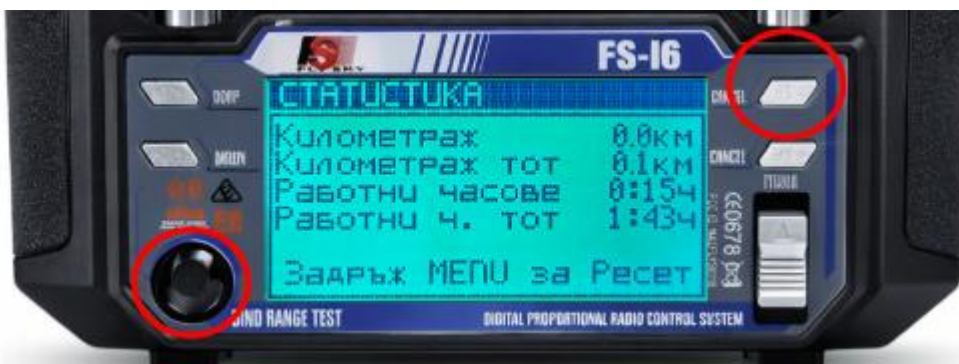 FS-I6
СТАТИСТИКА
CANCEL
Километраж 0.0км
Километраж тот 0.1км
Работни часове 0:15ч
Работни ч. тот 1:43ч
Задръж MENU за Ресет
CE0678
BIND RANGE TEST
DIGITAL PROPORTIONAL RADIO CONTROL SYSTEM